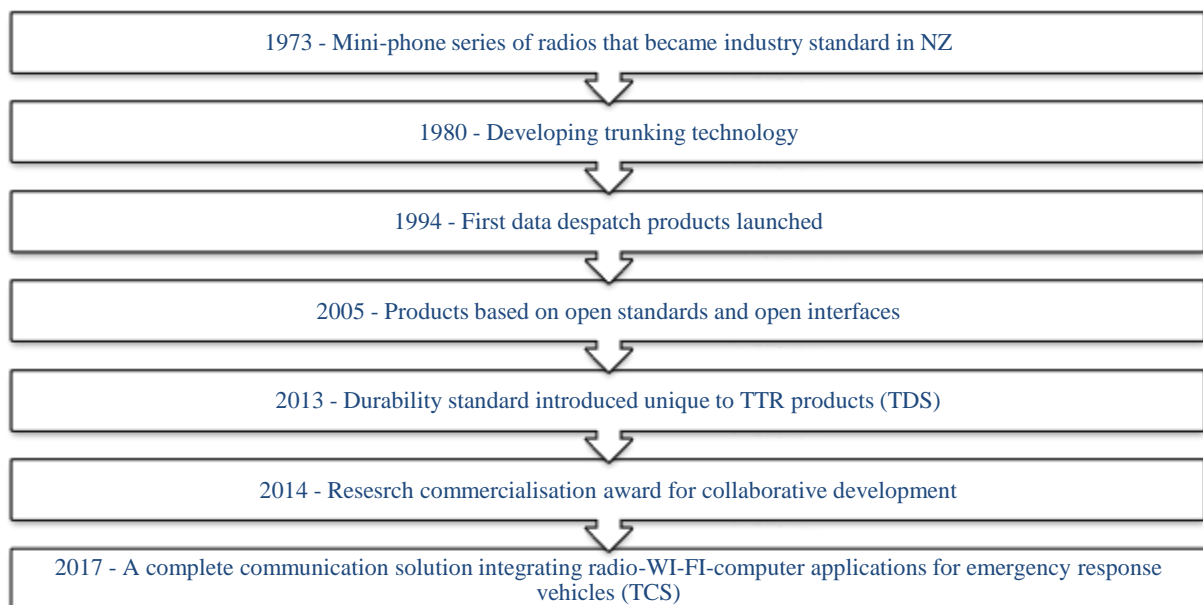 1973 - Mini-phone series of radios that became industry standard in NZ
1980 - Developing trunking technology
1994 - First data despatch products launched
2005 - Products based on open standards and open interfaces
2013 - Durability standard introduced unique to TTR products (TDS)
2014 - Resesrch commercialisation award for collaborative development
2017 - A complete communication solution integrating radio-WI-FI-computer applications for emergency response
vehicles (TCS)